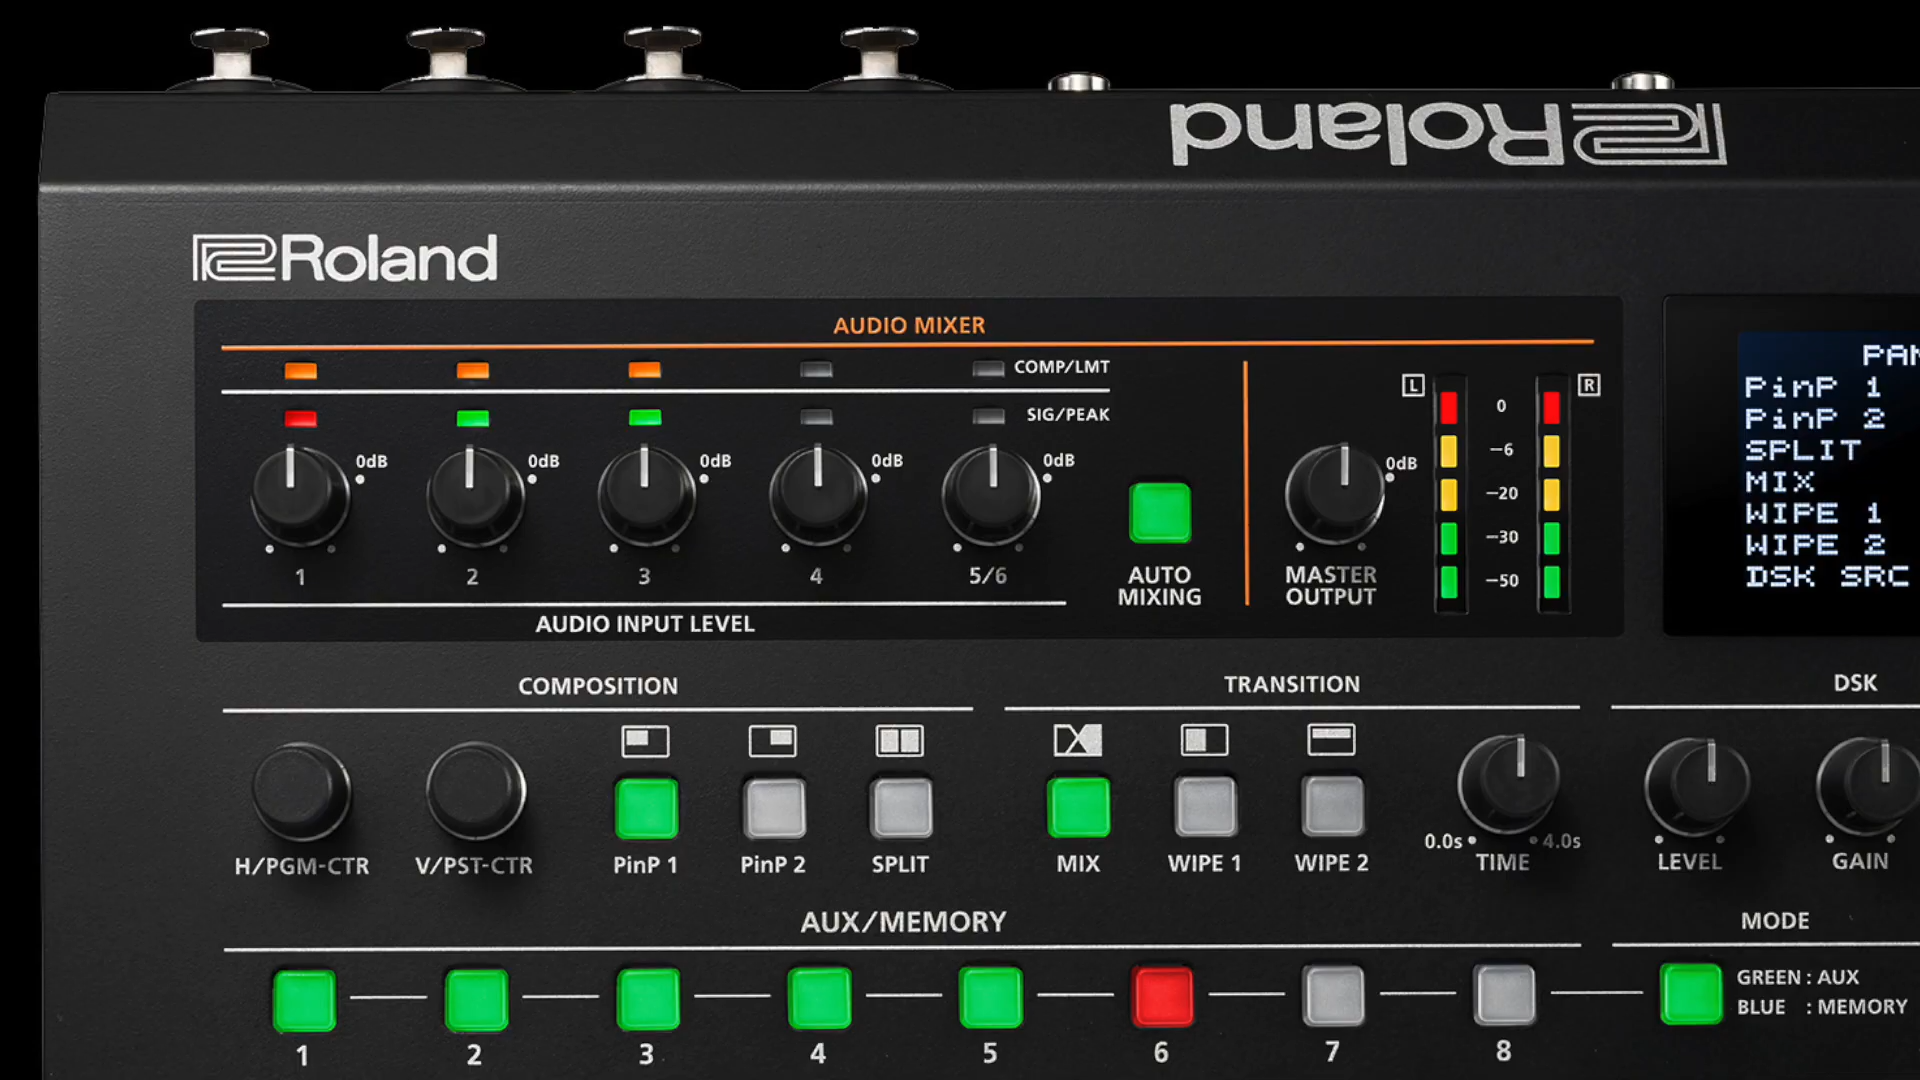 Roland
Roland
AUDIO MIXER
COMP/LMT
SIG/PEAK
0dB 0dB 0dB 0dB 0dB
1 2 3 4 5/6
AUDIO INPUT LEVEL
AUTO
MIXING
0dB
MASTER
OUTPUT
L R
0
−6
−20
−30
−50
PinP 1
PinP 2
SPLIT
MIX
WIPE 1
WIPE 2
DSK SRC
COMPOSITION
H/PGM-CTR V/PST-CTR PinP 1 PinP 2 SPLIT
TRANSITION
MIX WIPE 1 WIPE 2
0.0s 4.0s
TIME
DSK
LEVEL GAIN
AUX/MEMORY
1 2 3 4 5 6 7 8
MODE
GREEN : AUX
BLUE : MEMORY